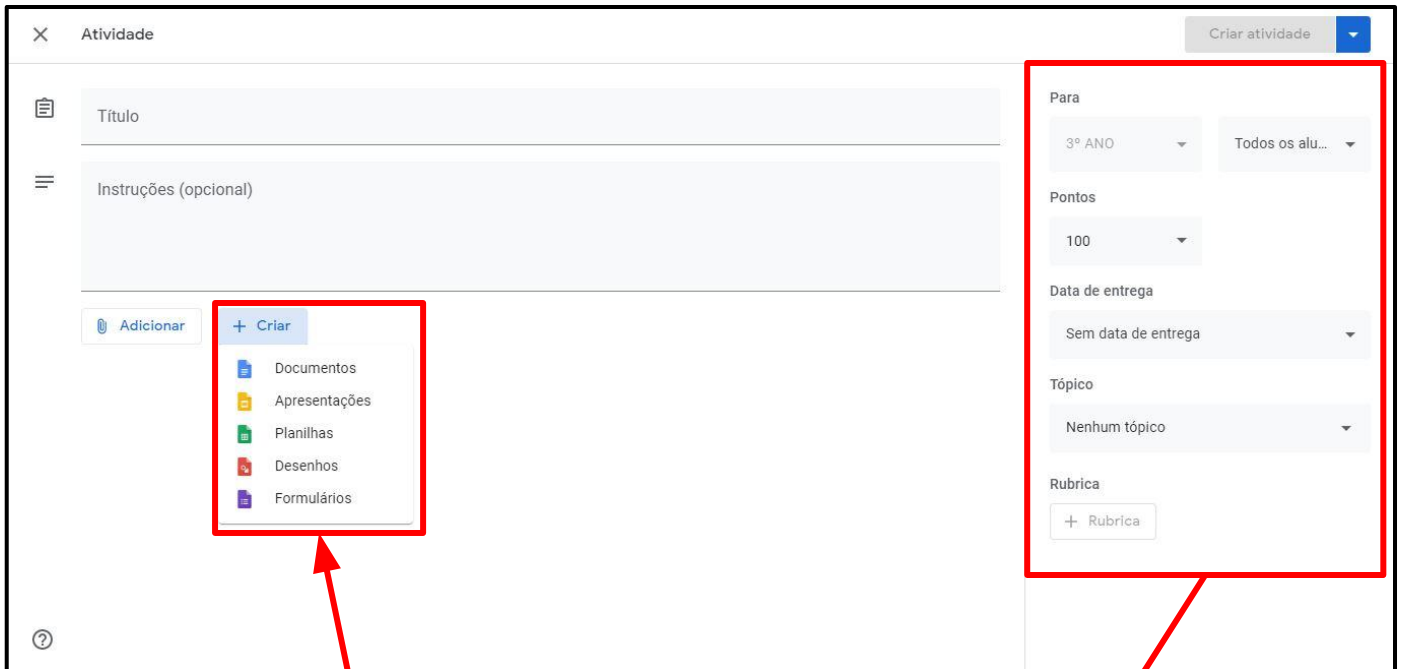 Atividade
Criar atividade
Título
Instruções (opcional)
Adicionar
+ Criar
Documentos
Apresentações
Planilhas
Desenhos
Formulários
Para
3º ANO
Todos os alu...
Pontos
100
Data de entrega
Sem data de entrega
Tópico
Nenhum tópico
Rubrica
+ Rubrica